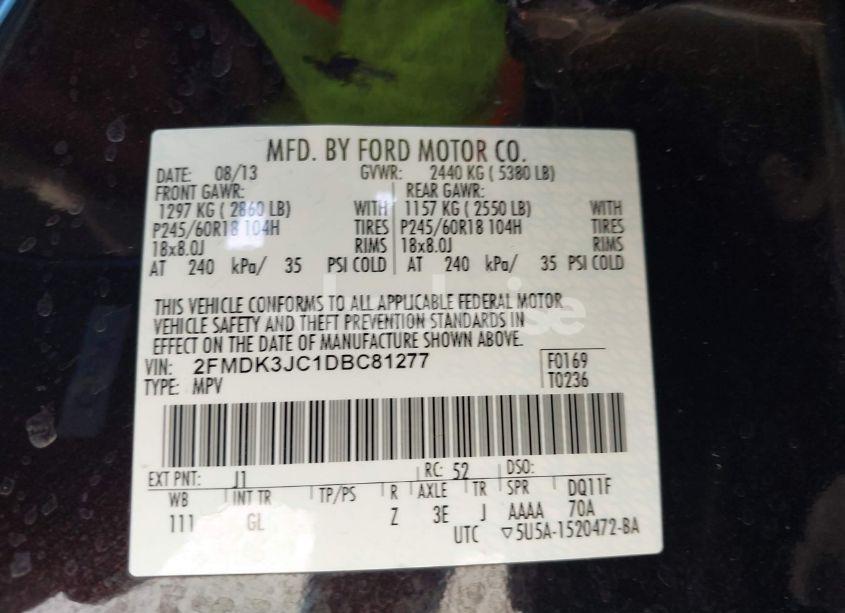 MFD. BY FORD MOTOR CO.
DATE: 08/13 GVWR: 2440 KG ( 5380 LB)
FRONT GAWR: REAR GAWR:
1297 KG ( 2860 LB) WITH 1157 KG ( 2550 LB) WITH
P245/60R18 104H TIRES P245/60R18 104H TIRES
18x8.0J RIMS 18x8.0J RIMS
AT 240 kPa/ 35 PSI COLD AT 240 kPa/ 35 PSI COLD
THIS VEHICLE CONFORMS TO ALL APPLICABLE FEDERAL MOTOR
VEHICLE SAFETY AND THEFT PREVENTION STANDARDS IN
EFFECT ON THE DATE OF MANUFACTURE SHOWN ABOVE.
VIN: 2FMDK3JC1DBC81277 F0169
TYPE: MPV T0236
EXT PNT: J1 RC: 52 DSO:
WB INT TR TP/PS R AXLE TR SPR DQ11F
111 GL Z 3E J AAAA 70A
UTC ▽5U5A-1520472-BA